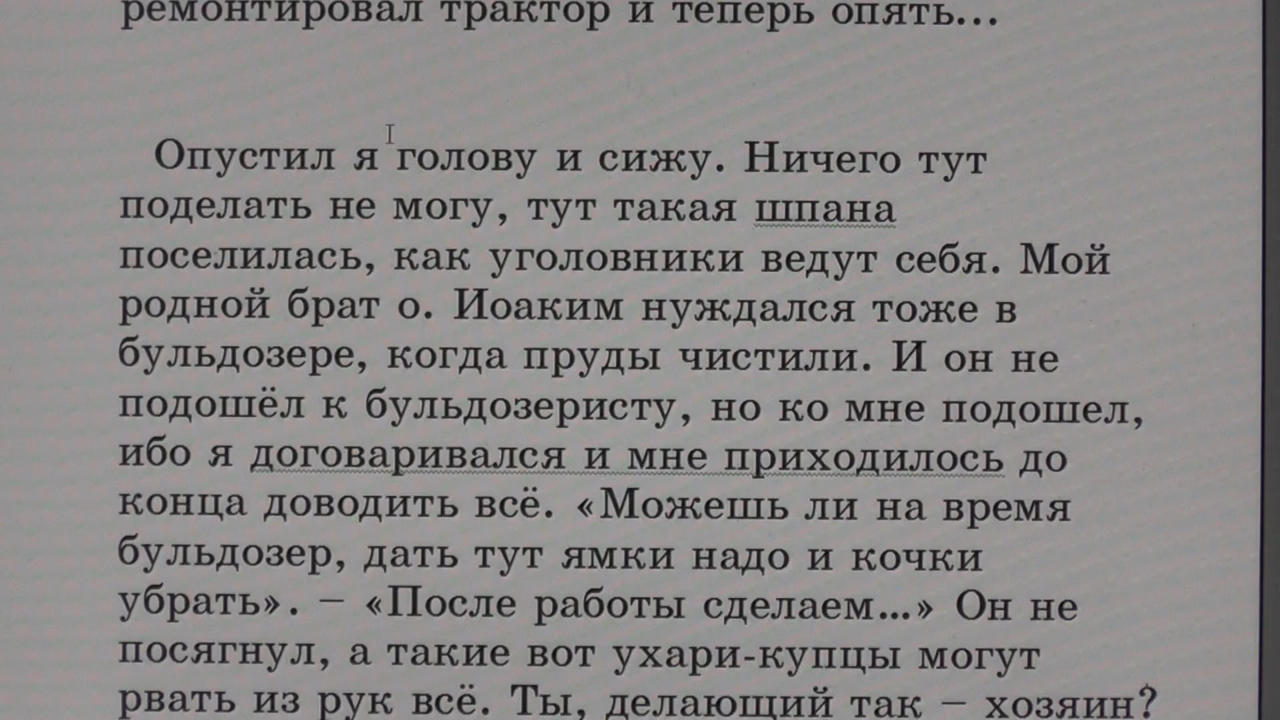 ремонтировал трактор и теперь опять...
Опустил я голову и сижу. Ничего тут
поделать не могу, тут такая шпана
поселилась, как уголовники ведут себя. Мой
родной брат о. Иоаким нуждался тоже в
бульдозере, когда пруды чистили. И он не
подошёл к бульдозеристу, но ко мне подошел,
ибо я договаривался и мне приходилось до
конца доводить всё. «Можешь ли на время
бульдозер, дать тут ямки надо и кочки
убрать». – «После работы сделаем...» Он не
посягнул, а такие вот ухари-купцы могут
рвать из рук всё. Ты, делающий так – хозяин?